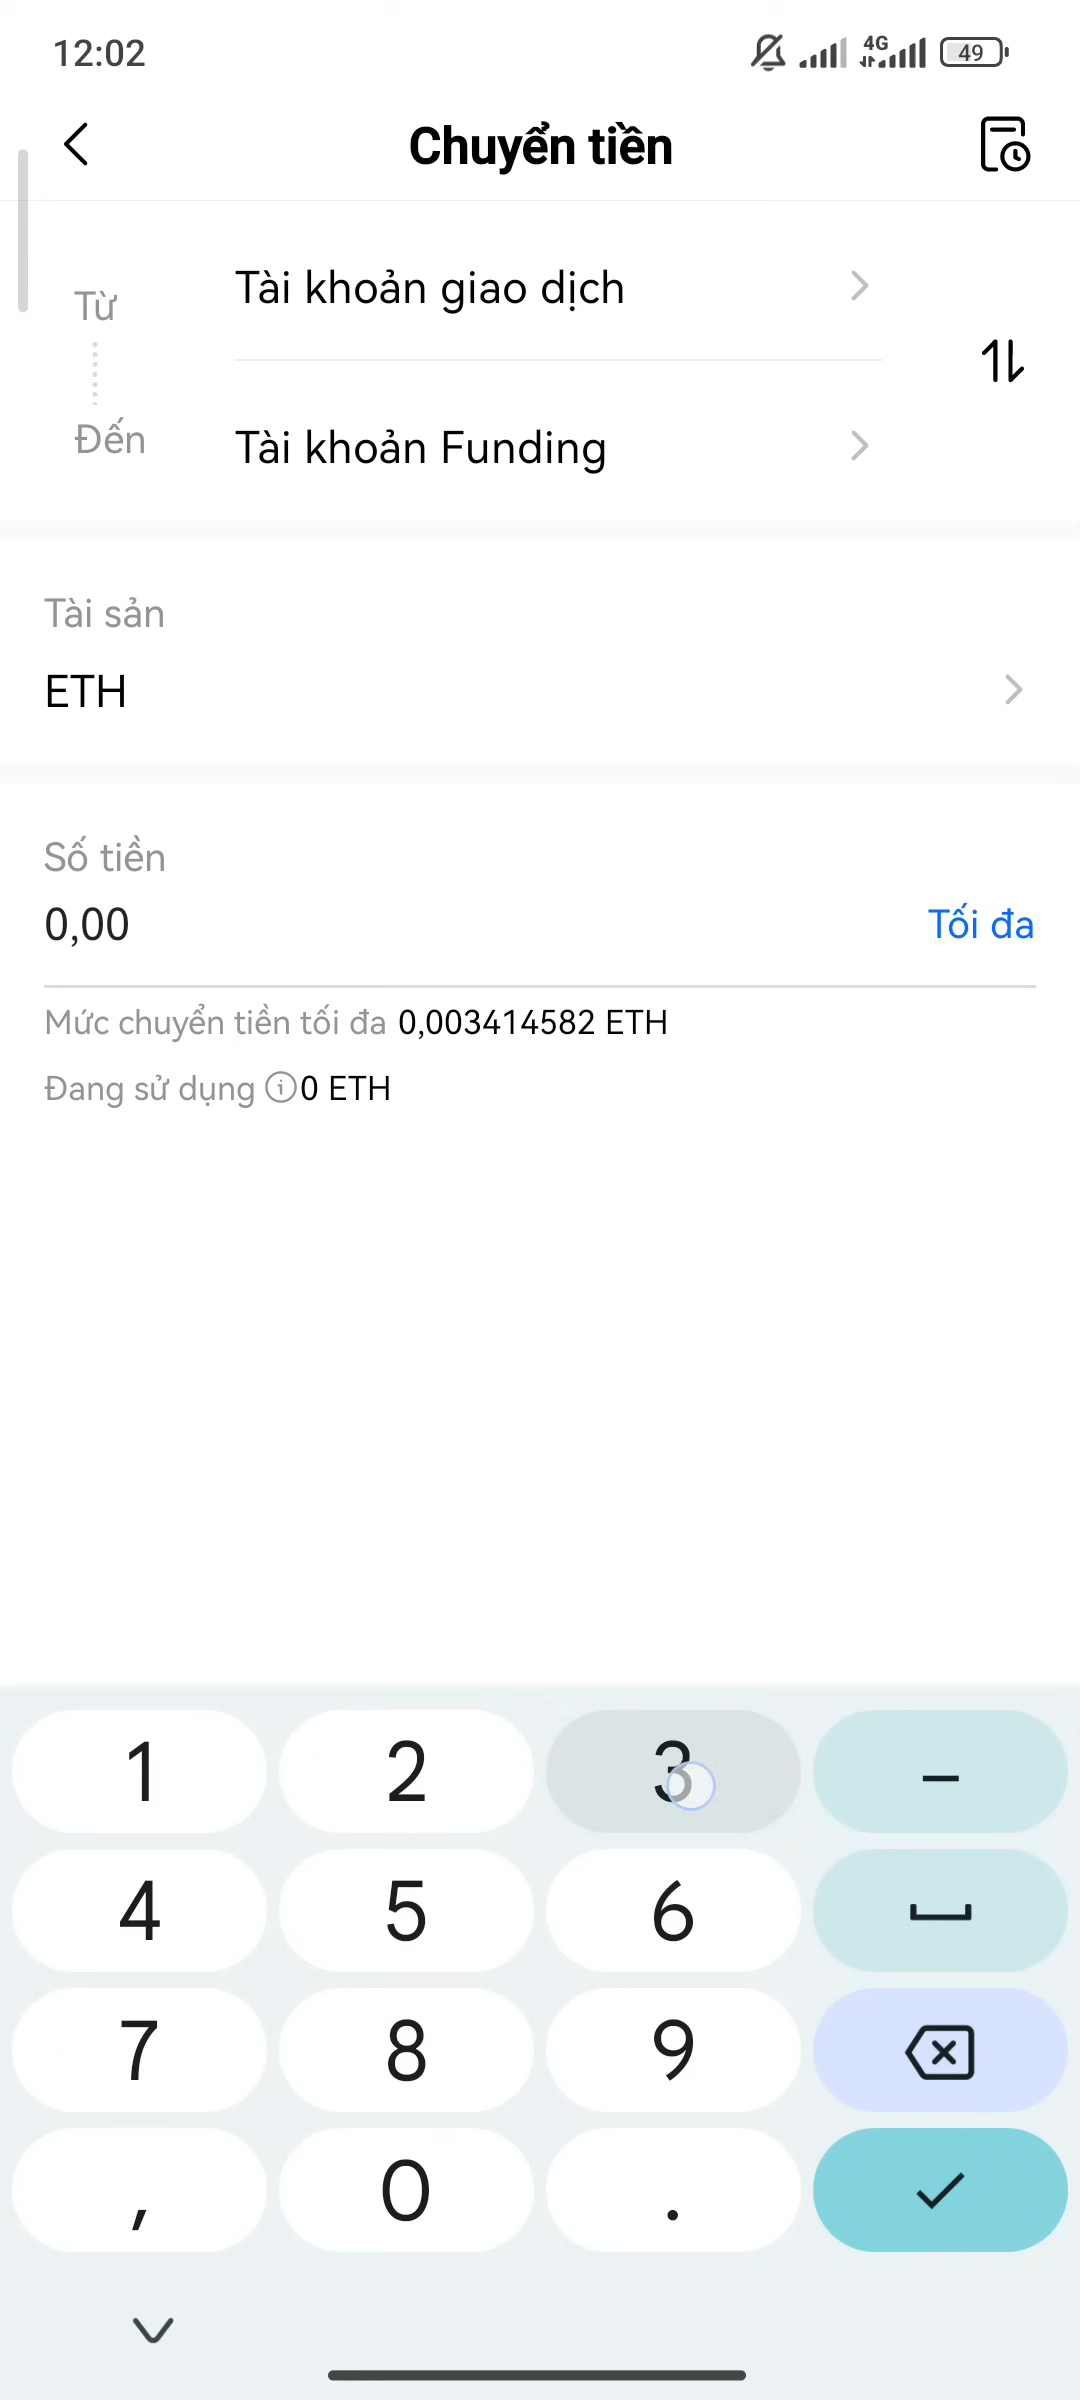 12:02
4G
49
Chuyển tiền
Từ
Tài khoản giao dịch
Đến
Tài khoản Funding
Tài sản
ETH
Số tiền
0,00
Tối đa
Mức chuyển tiền tối đa 0,003414582 ETH
Đang sử dụng 0 ETH
1 2 3 –
4 5 6
7 8 9
, 0 .